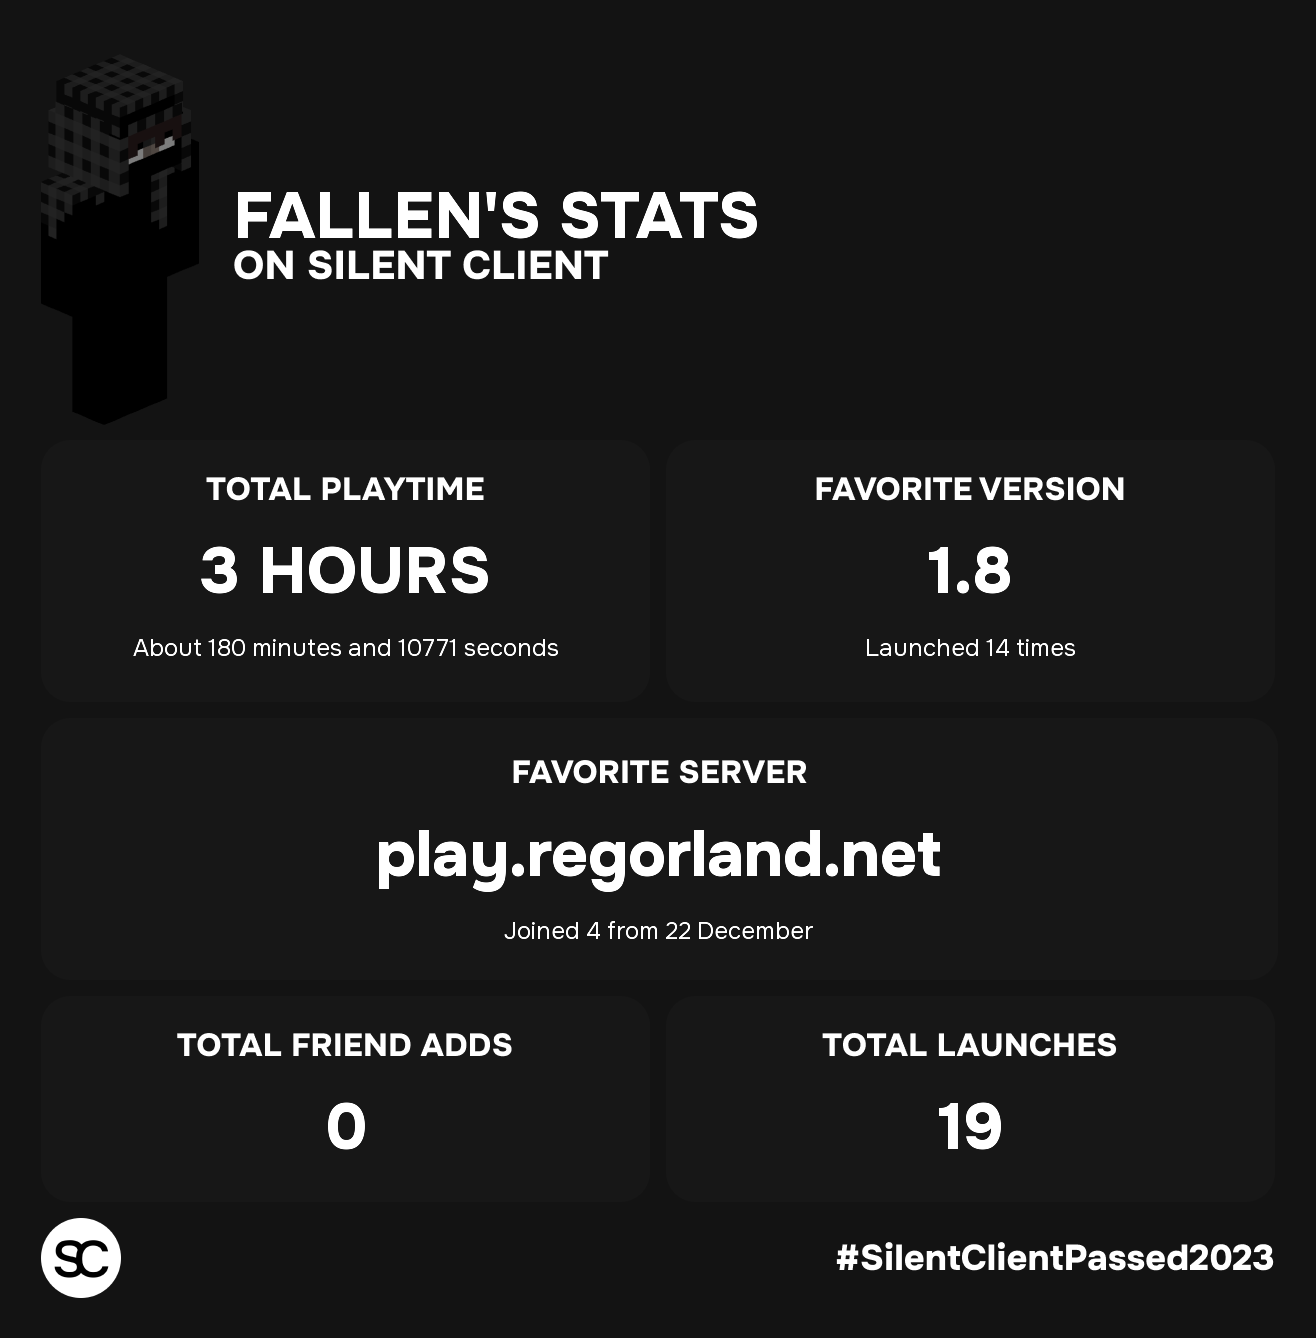 FALLEN'S STATS
ON SILENT CLIENT
TOTAL PLAYTIME
3 HOURS
About 180 minutes and 10771 seconds
FAVORITE VERSION
1.8
Launched 14 times
FAVORITE SERVER
play.regorland.net
Joined 4 from 22 December
TOTAL FRIEND ADDS
0
TOTAL LAUNCHES
19
SC
#SilentClientPassed2023